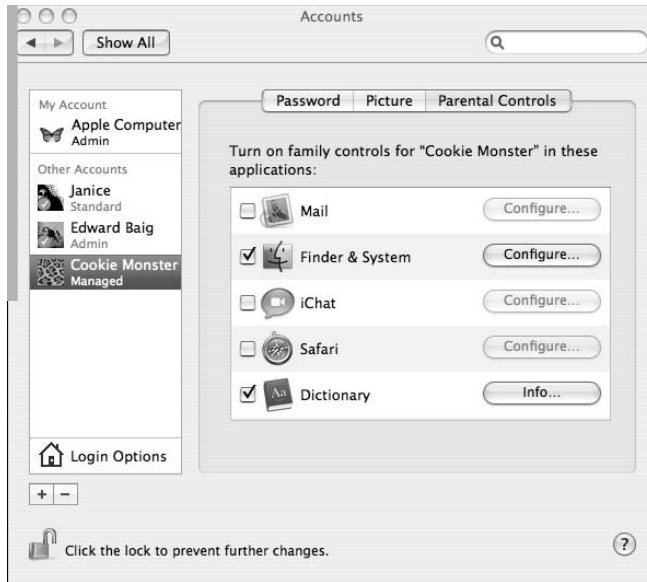 Accounts
Show All
My Account
Apple Computer
Admin
Other Accounts
Janice
Standard
Edward Baig
Admin
Cookie Monster
Managed
Login Options
+ −
Password Picture Parental Controls
Turn on family controls for “Cookie Monster” in these
applications:
Mail Configure...
Finder & System Configure...
iChat Configure...
Safari Configure...
Aa Dictionary Info...
Click the lock to prevent further changes.
?